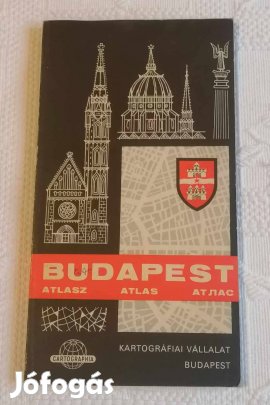 BUDAPEST
ATLASZ ATLAS АТЛАС
CARTOGRAPHIA
KARTOGRÁFIAI VÁLLALAT
BUDAPEST
Jófogás